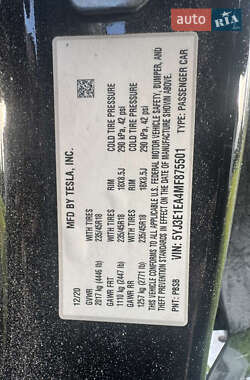 AUTO
RIA
.com
MFD BY TESLA, INC.
12/20
GVWR
2017 kg (4446 lb)
GAWR FRT WITH TIRES RIM COLD TIRE PRESSURE
1110 kg (2447 lb) 235/45R18 18X8.5J 290 kPa, 42 psi
GAWR RR WITH TIRES RIM COLD TIRE PRESSURE
1257 kg (2771 lb) 235/45R18 18X8.5J 290 kPa, 42 psi
THIS VEHICLE CONFORMS TO ALL APPLICABLE U.S. FEDERAL MOTOR VEHICLE SAFETY, BUMPER, AND
THEFT PREVENTION STANDARDS IN EFFECT ON THE DATE OF MANUFACTURE SHOWN ABOVE.
VIN: 5YJ3E1EA4MF875501 TYPE: PASSENGER CAR
PNT: PBSB